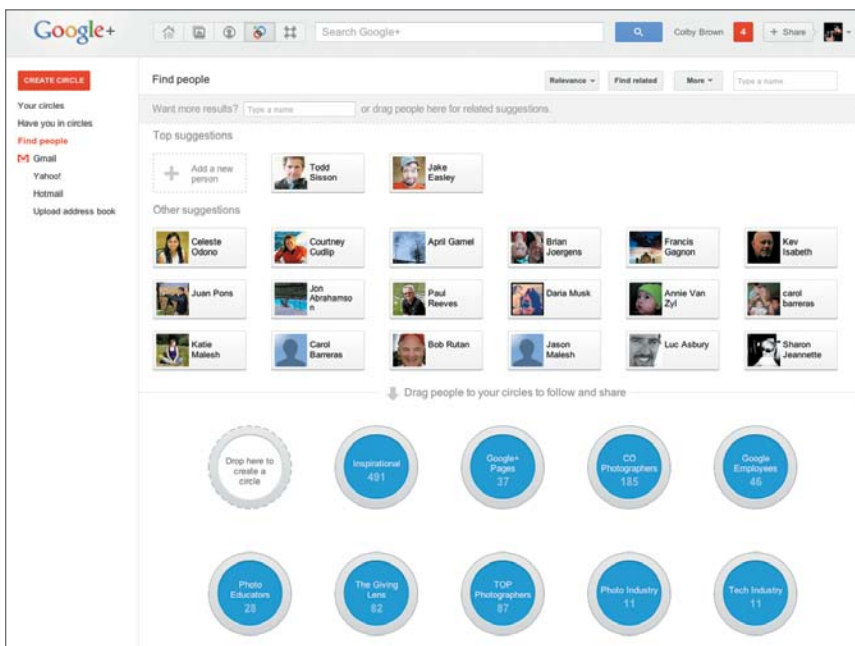 Google+
Search Google+
Colby Brown
4
+ Share
CREATE CIRCLE
Your circles
Have you in circles
Find people
Gmail
Yahoo!
Hotmail
Upload address book
Find people
Relevance
Find related
More
Type a name
Want more results? Type a name or drag people here for related suggestions.
Top suggestions
+ Add a new
person
Todd
Sisson
Jake
Easley
Other suggestions
Celeste
Odono
Courtney
Cudlip
April Gamel
Brian
Joergens
Francis
Gagnon
Kev
Isabeth
Juan Pons
Jon
Abrahamso
n
Paul
Reeves
Daria Musk
Annie Van
Zyl
carol
barreras
Katie
Malesh
Carol
Barreras
Bob Rutan
Jason
Malesh
Luc Asbury
Sharon
Jeannette
Drag people to your circles to follow and share
Drop here to
create a
circle
Inspirational
491
Google+
Pages
37
CO
Photographers
185
Google
Employees
46
Photo
Educators
28
The Giving
Lens
82
TOP
Photographers
87
Photo Industry
11
Tech Industry
11